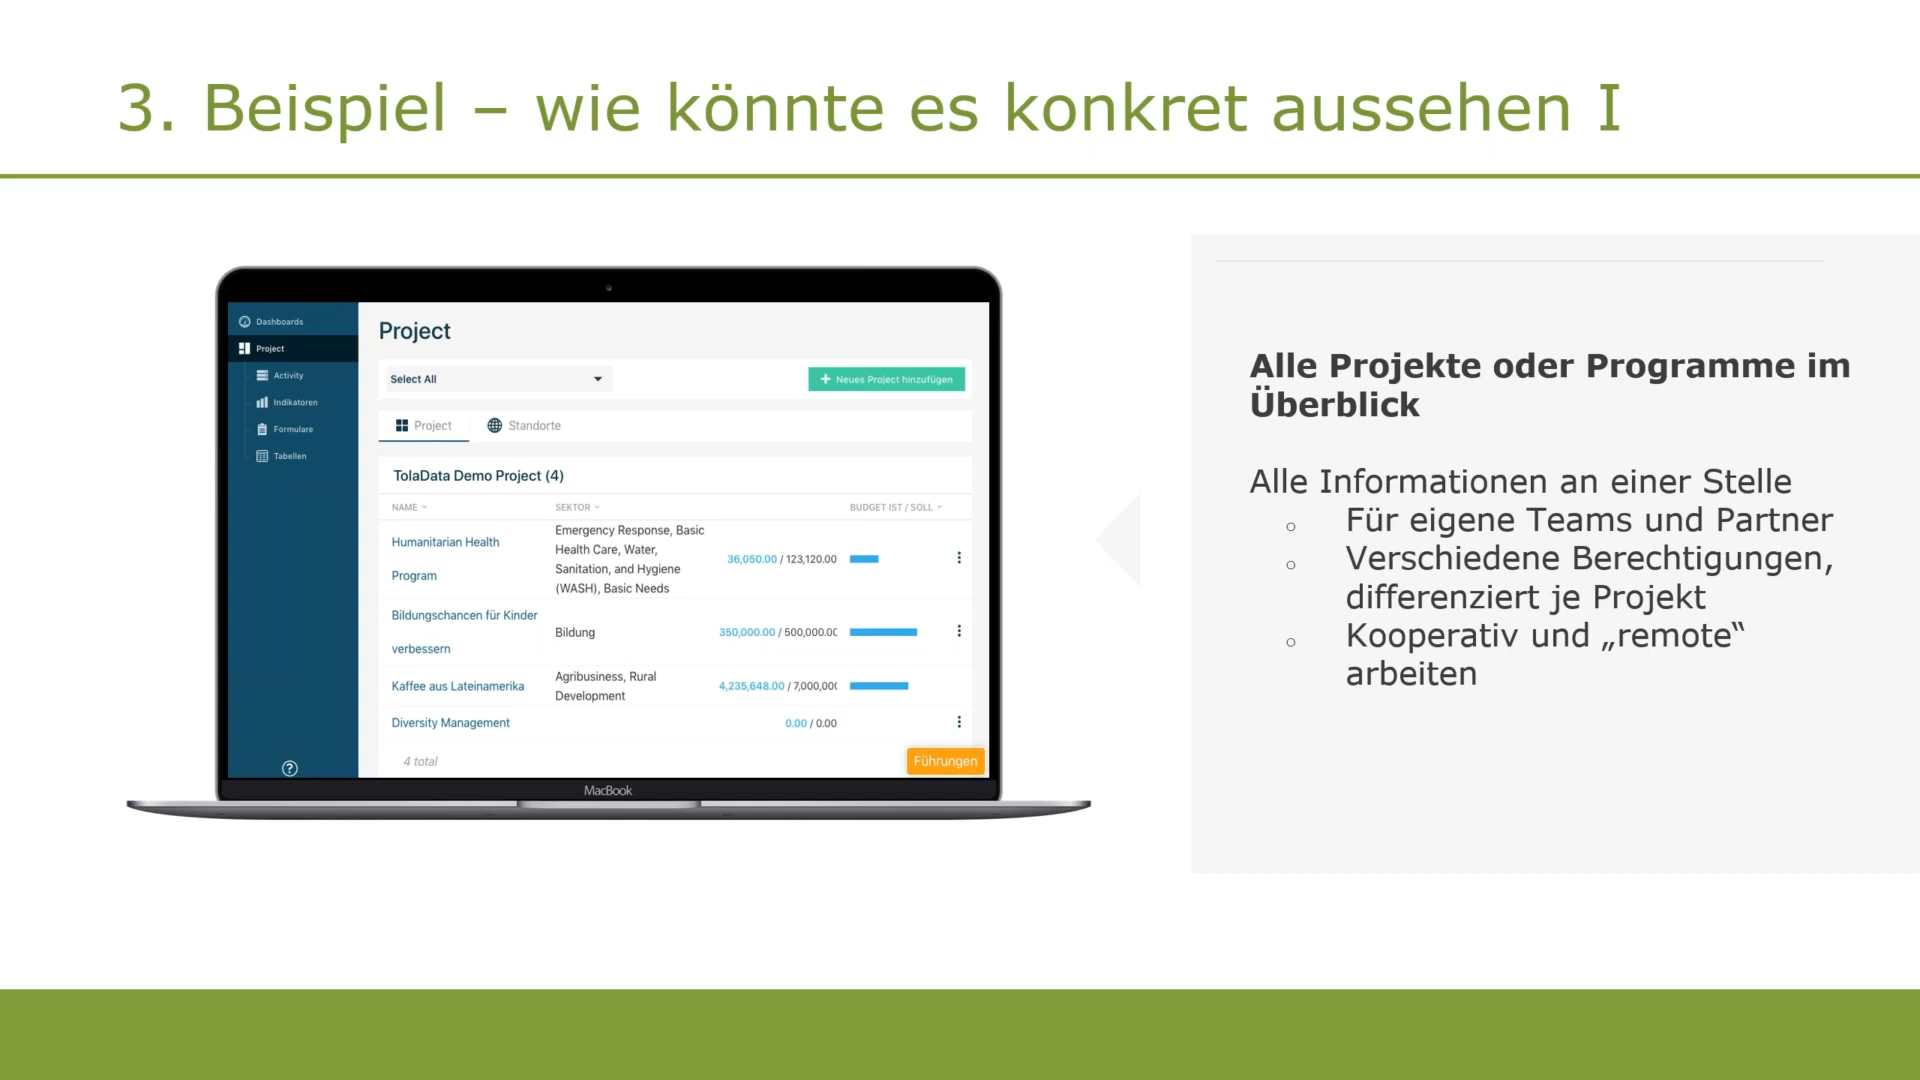 3. Beispiel – wie könnte es konkret aussehen I
Dashboards
Project
Activity
Indikatoren
Formulare
Tabellen
Project
Select All
Neues Project hinzufügen
Project
Standorte
TolaData Demo Project (4)
NAME
SEKTOR
BUDGET IST / SOLL
Humanitarian Health
Program
Emergency Response, Basic
Health Care, Water,
Sanitation, and Hygiene
(WASH), Basic Needs
36,050.00 / 123,120.00
Bildungschancen für Kinder
verbessern
Bildung
350,000.00 / 500,000.00
Kaffee aus Lateinamerika
Agribusiness, Rural
Development
4,235,648.00 / 7,000,000
Diversity Management
0.00 / 0.00
4 total
Führungen
MacBook
Alle Projekte oder Programme im
Überblick
Alle Informationen an einer Stelle
Für eigene Teams und Partner
Verschiedene Berechtigungen,
differenziert je Projekt
Kooperativ und „remote“
arbeiten